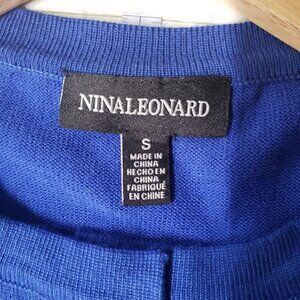 NINALEONARD
S
MADE IN
CHINA
HECHO EN
CHINA
FABRIQUÉ
EN CHINE